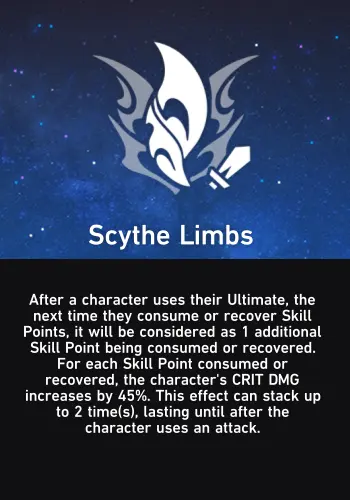 Scythe Limbs
After a character uses their Ultimate, the
next time they consume or recover Skill
Points, it will be considered as 1 additional
Skill Point being consumed or recovered.
For each Skill Point consumed or
recovered, the character's CRIT DMG
increases by 45%. This effect can stack up
to 2 time(s), lasting until after the
character uses an attack.